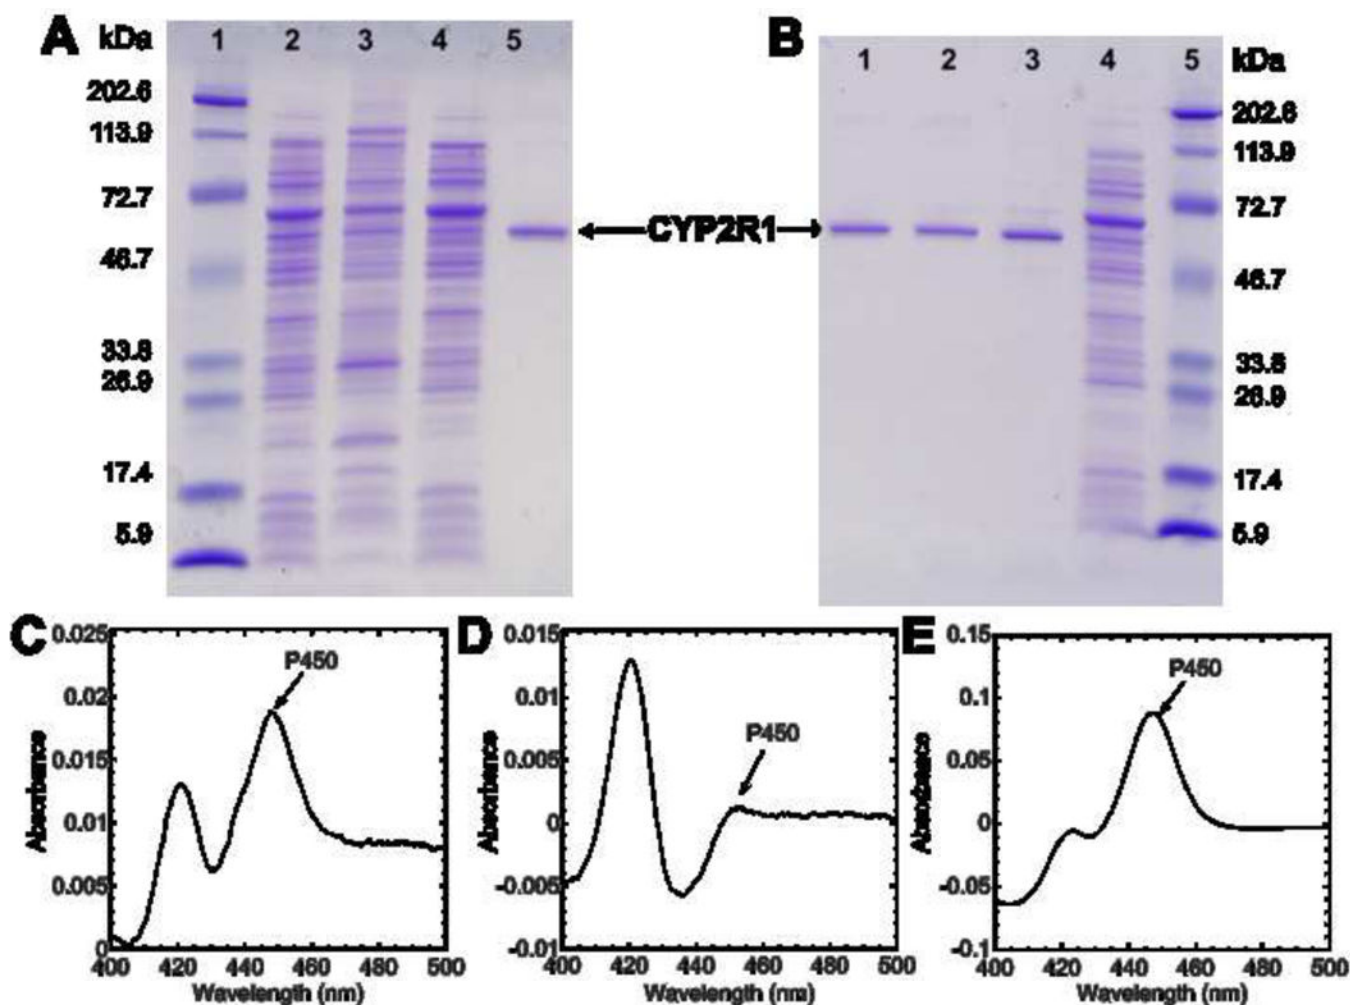 A
kDa
1 2 3 4 5
202.6
113.9
72.7
46.7
33.8
26.9
17.4
5.9
CYP2R1
B
1 2 3 4 5
kDa
202.6
113.9
72.7
46.7
33.8
26.9
17.4
5.9
C
0.025
0.02
0.015
0.01
0.005
0
Absorbance
P450
400 420 440 460 480 500
Wavelength (nm)
D
0.015
0.01
0.005
0
-0.005
-0.01
Absorbance
P450
400 420 440 460 480 500
Wavelength (nm)
E
0.15
0.1
0.05
0
-0.05
-0.1
Absorbance
P450
400 420 440 460 480 500
Wavelength (nm)